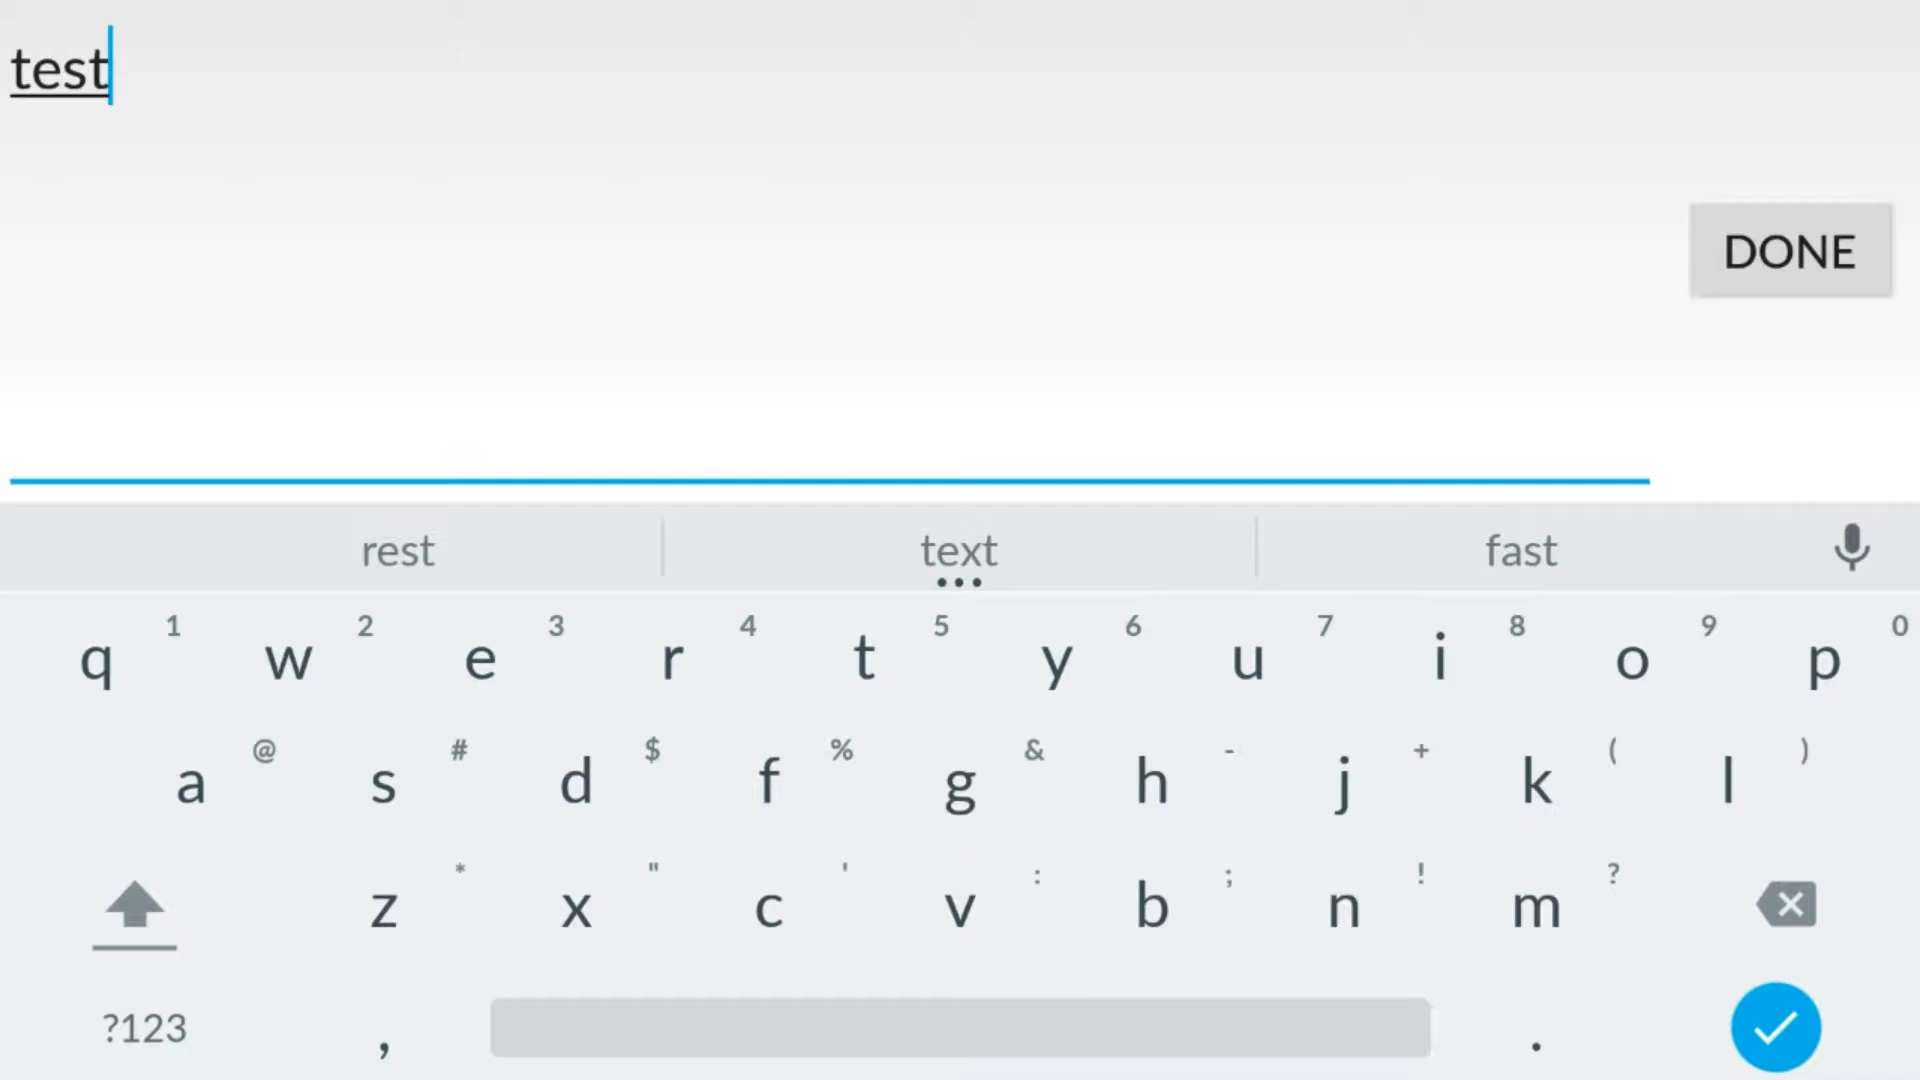 test
DONE
rest text fast
q 1 w 2 e 3 r 4 t 5 y 6 u 7 i 8 o 9 p 0
a @ s # d $ f % g & h - j + k ( l )
z * x " c ' v : b ; n ! m ?
?123 , .